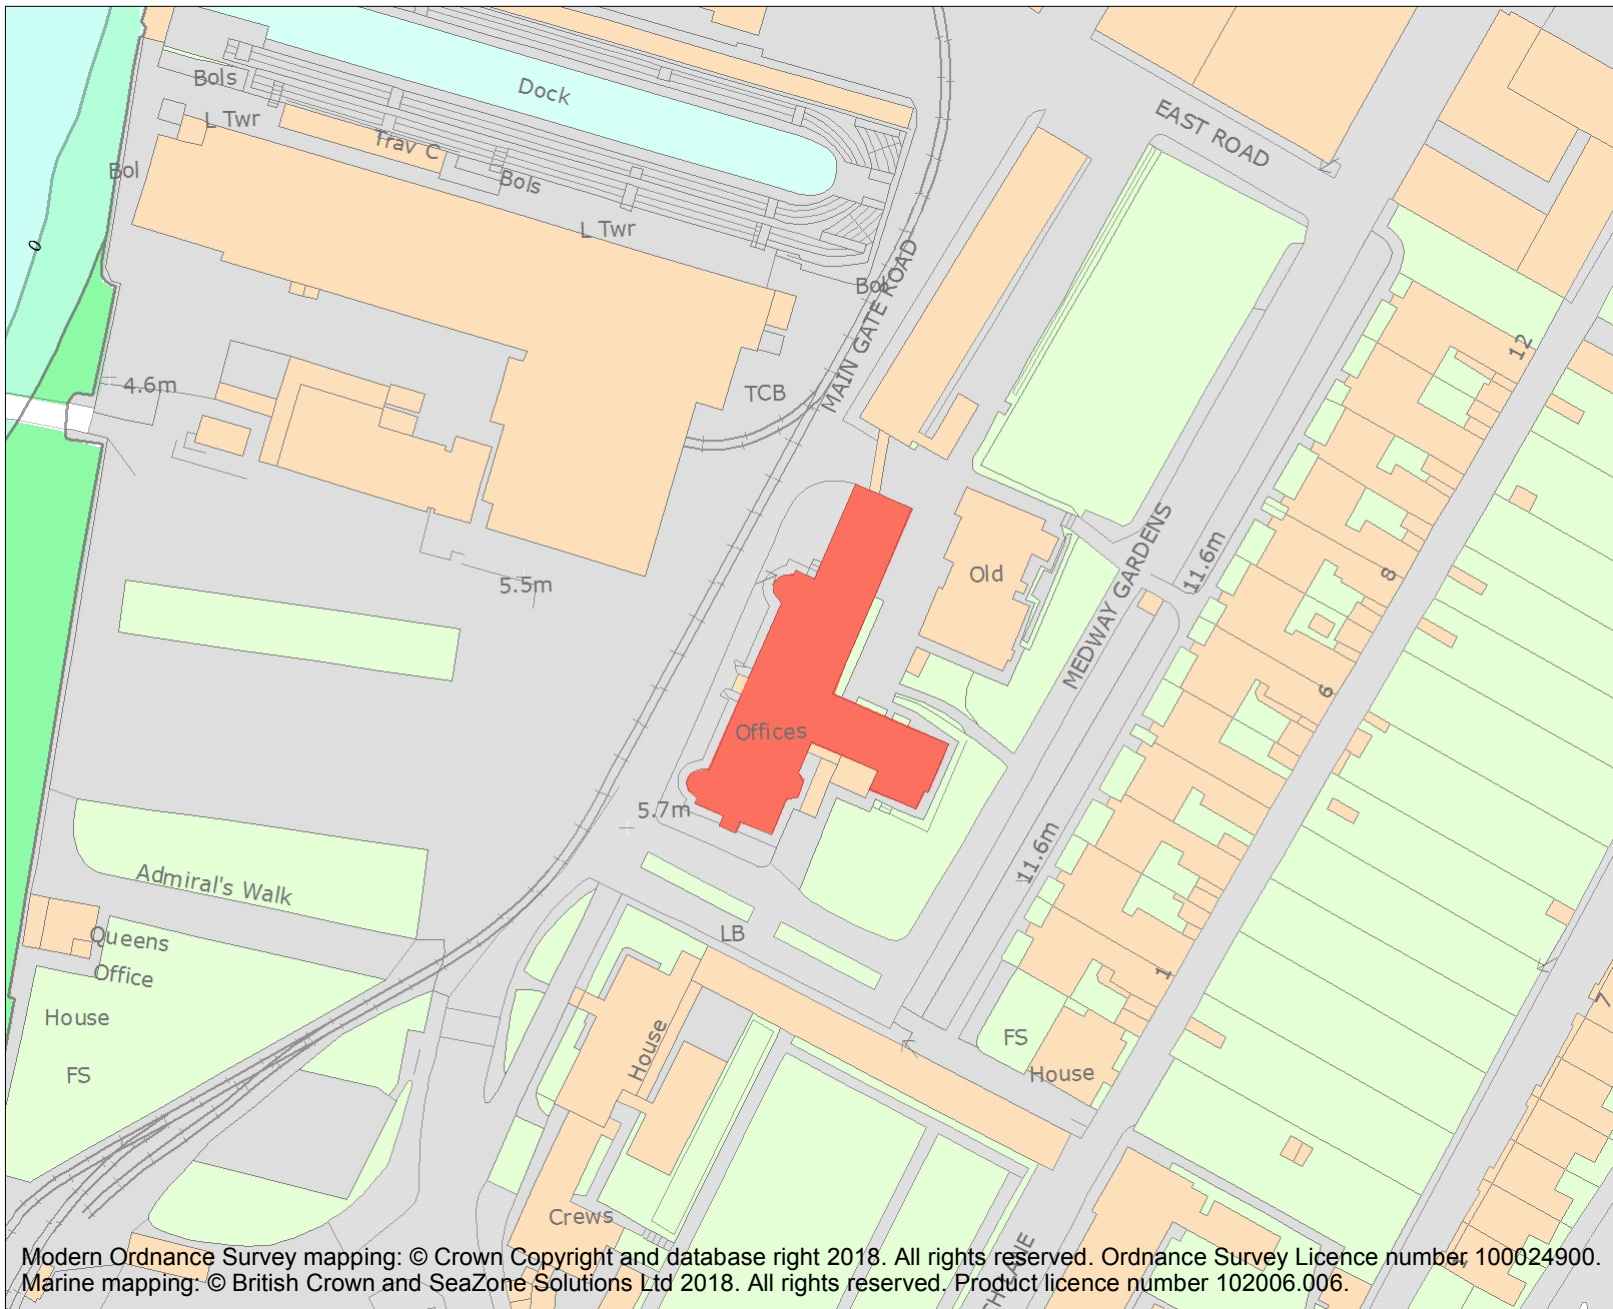 Dock
Bols
L Twr
Trav C
EAST ROAD
Bol
Bols
L Twr
0
MAIN GATE ROAD
12
4.6m
TCB
MEDWAY GARDENS
11.6m
8
Old
5.5m
6
Offices
5.7m
11.6m
Admiral's Walk
LB
Queens
Office
1
House
FS
House
FS
House
7
Crews
Modern Ordnance Survey mapping: © Crown Copyright and database right 2018. All rights reserved. Ordnance Survey Licence number 100024900.
Marine mapping: © British Crown and SeaZone Solutions Ltd 2018. All rights reserved. Product licence number 102006.006.